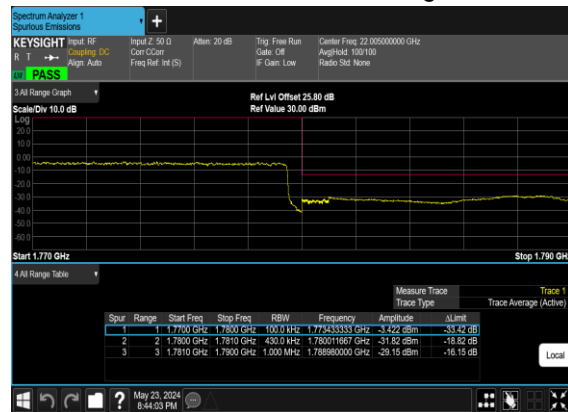 Spectrum Analyzer 1
Spurious Emissions
+
KEYSIGHT Input: RF Input Z: 50 Ω Atten: 20 dB Trig: Free Run Center Freq: 22.005000000 GHz
R T Coupling: DC Corr CCorr Gate: Off Avg|Hold: 100/100
Align: Auto Freq Ref: Int (S) IF Gain: Low Radio Std: None
PASS
3 All Range Graph Ref Lvl Offset 25.80 dB
Scale/Div 10.0 dB Ref Value 30.00 dBm
Log
20.0
10.0
0.00
-10.0
-20.0
-30.0
-40.0
-50.0
-60.0
Start 1.770 GHz Stop 1.790 GH
4 All Range Table
Measure Trace Trace 1
Trace Type Trace Average (Active)
Spur Range Start Freq Stop Freq RBW Frequency Amplitude ΔLimit
1 1 1.7700 GHz 1.7800 GHz 100.0 kHz 1.773433333 GHz -3.422 dBm -33.42 dB
2 2 1.7800 GHz 1.7810 GHz 430.0 kHz 1.780011667 GHz -31.82 dBm -18.82 dB
3 3 1.7810 GHz 1.7900 GHz 1.000 MHz 1.788980000 GHz -29.15 dBm -16.15 dB
Local
? May 23, 2024
8:44:03 PM